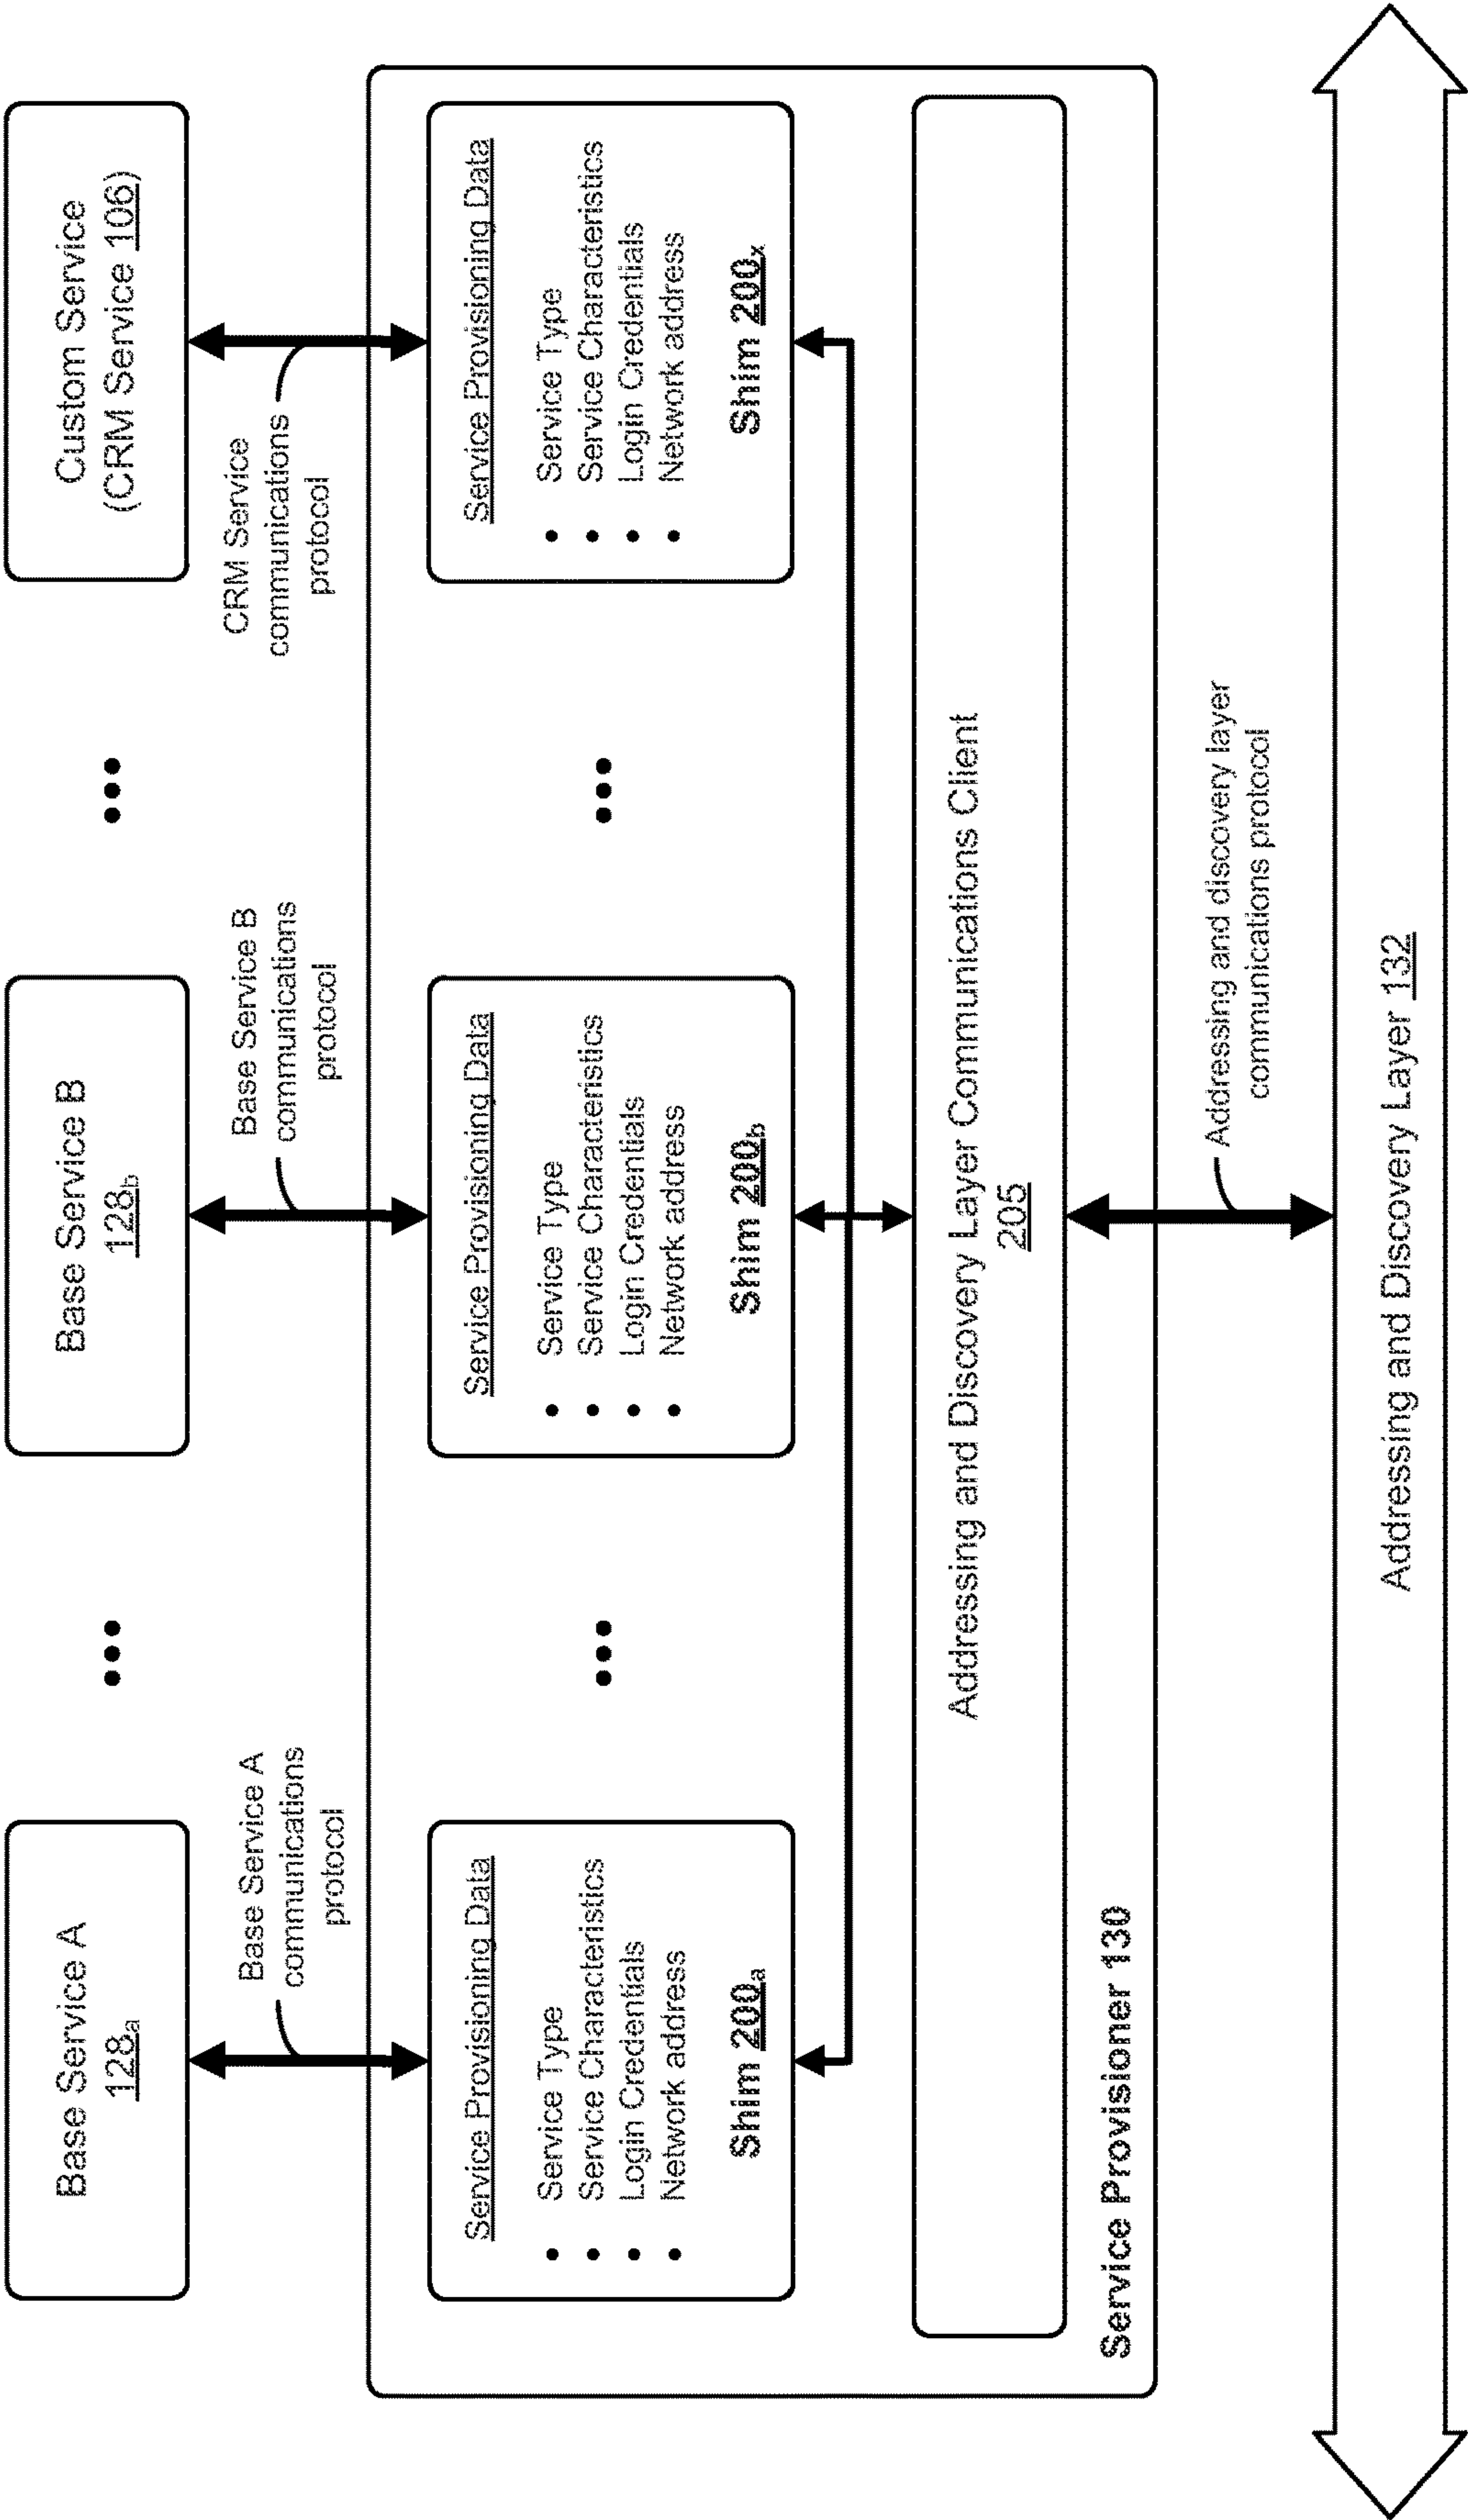 Base Service A
128a
Base Service B
128b
Custom Service
(CRM Service 106)
Base Service A
communications
protocol
Base Service B
communications
protocol
CRM Service
communications
protocol
Service Provisioning Data
• Service Type
• Service Characteristics
• Login Credentials
• Network address
Shim 200a
Service Provisioning Data
• Service Type
• Service Characteristics
• Login Credentials
• Network address
Shim 200b
Service Provisioning Data
• Service Type
• Service Characteristics
• Login Credentials
• Network address
Shim 200x
Addressing and Discovery Layer Communications Client
205
Service Provisioner 130
Addressing and discovery layer
communications protocol
Addressing and Discovery Layer 132